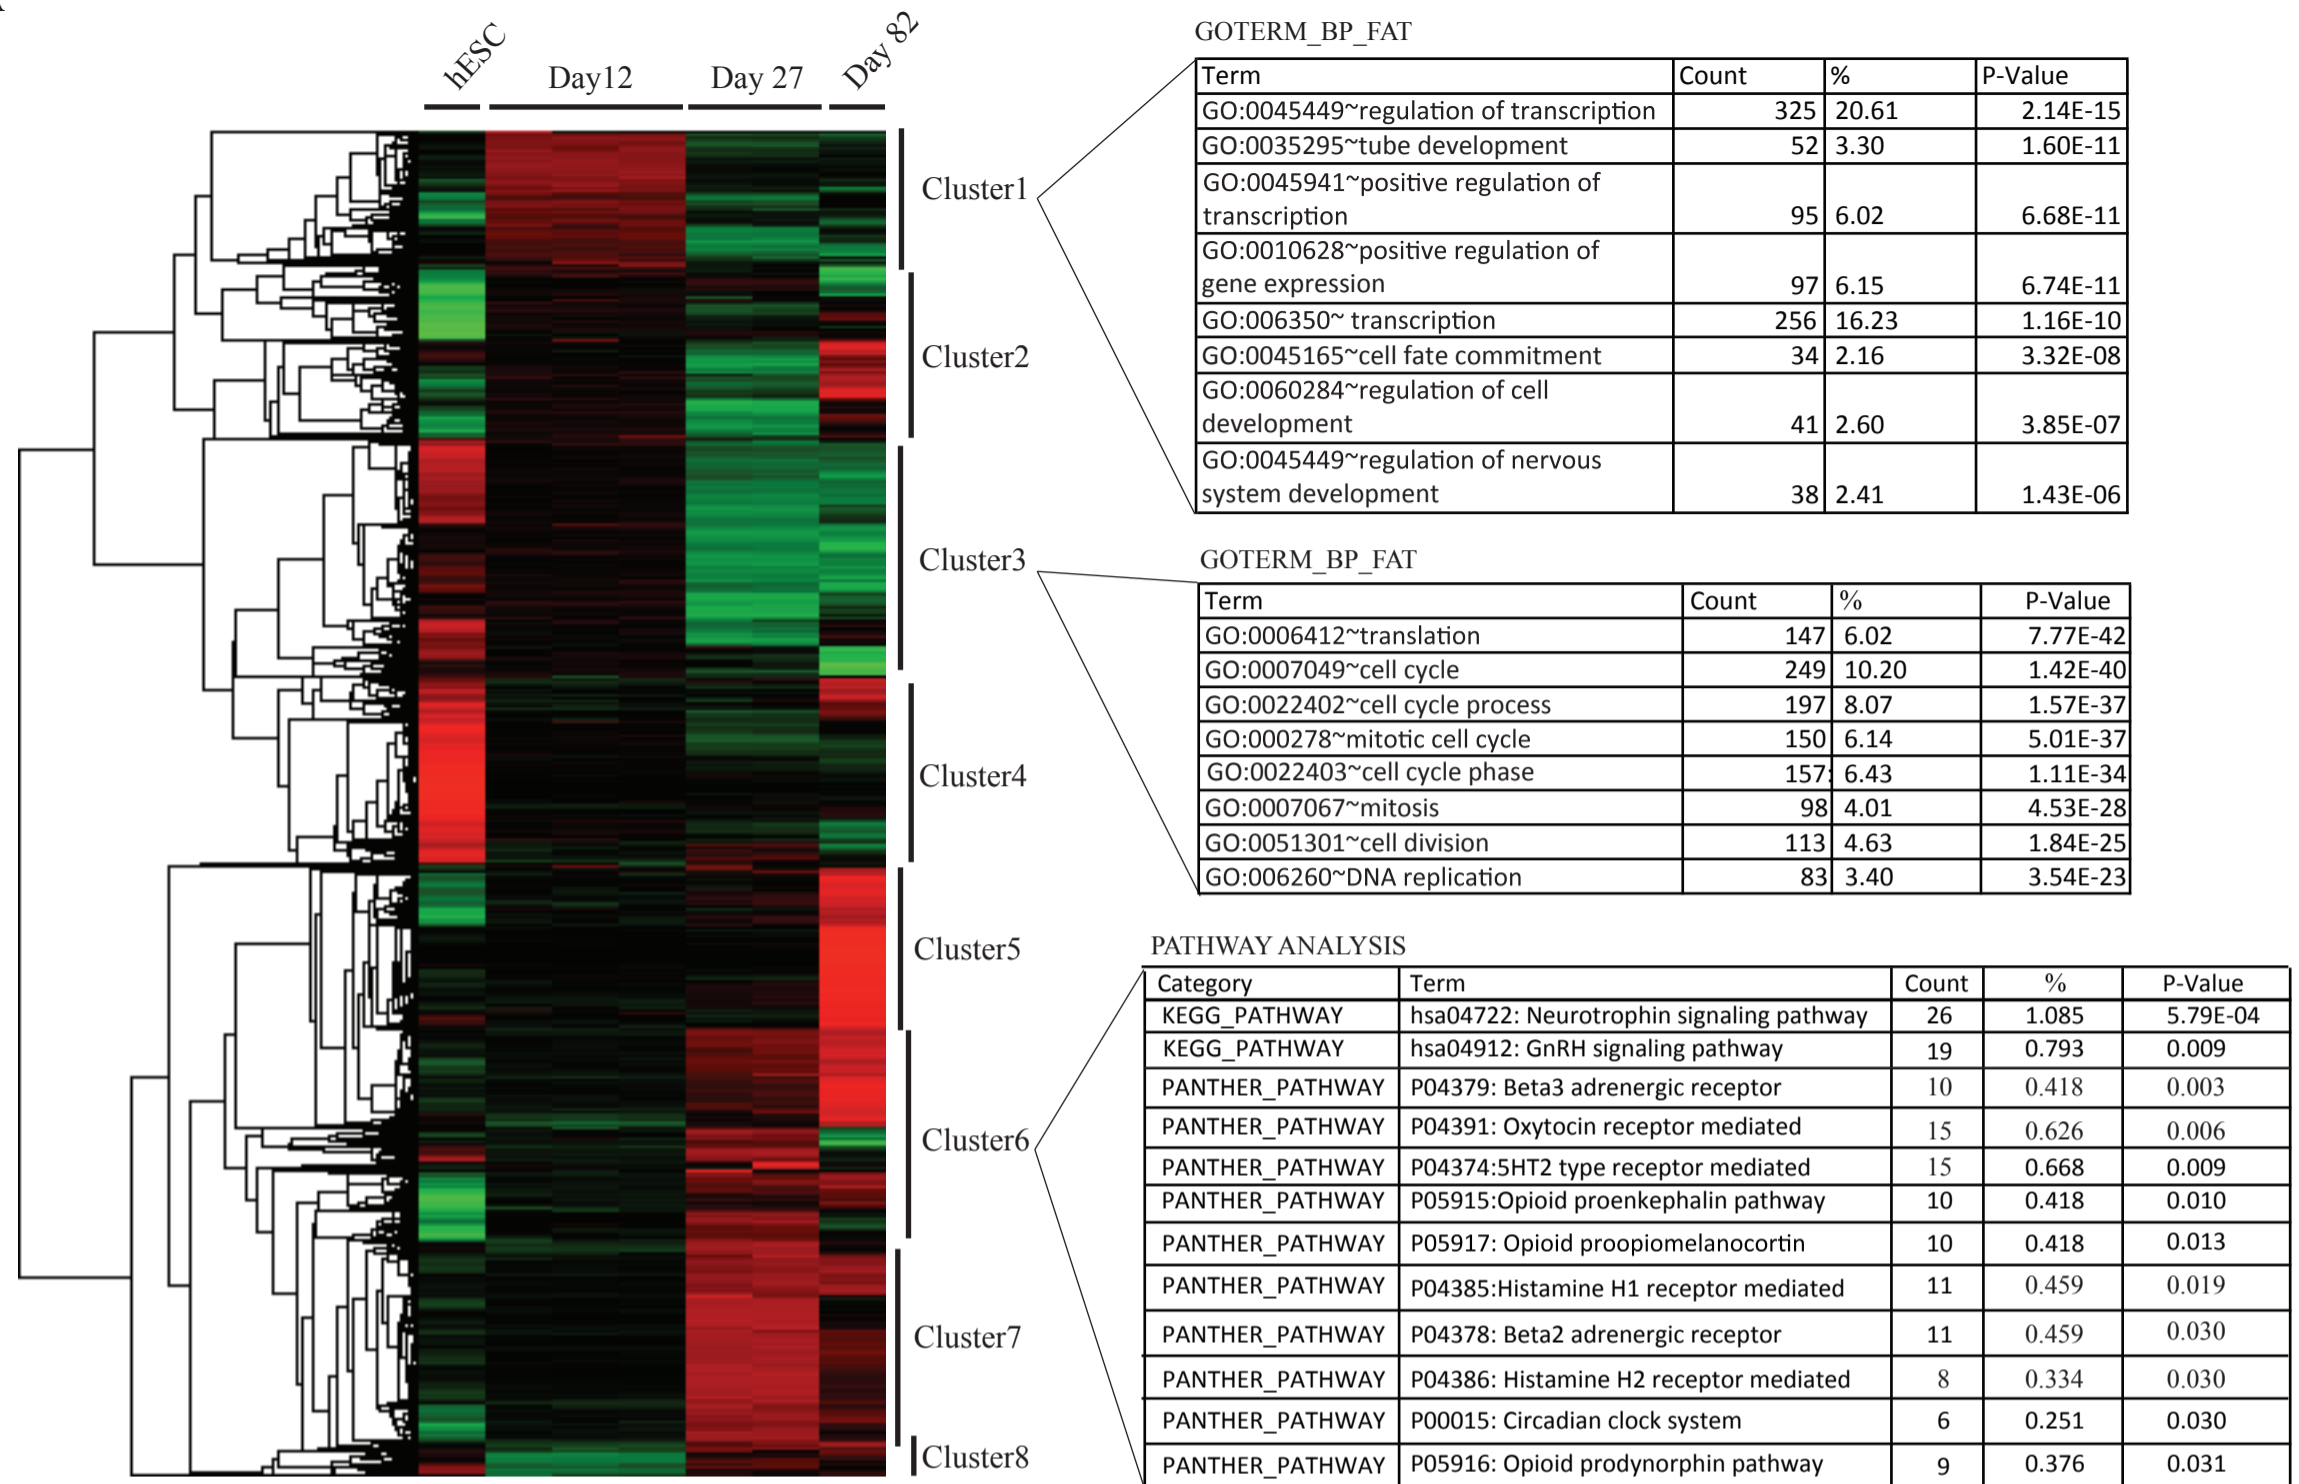 hESC
Day12
Day 27
Day 82
Cluster1
Cluster2
Cluster3
Cluster4
Cluster5
Cluster6
Cluster7
Cluster8
GOTERM_BP_FAT
Term Count % P-Value
GO:0045449~regulation of transcription 325 20.61 2.14E-15
GO:0035295~tube development 52 3.30 1.60E-11
GO:0045941~positive regulation of
transcription 95 6.02 6.68E-11
GO:0010628~positive regulation of
gene expression 97 6.15 6.74E-11
GO:006350~ transcription 256 16.23 1.16E-10
GO:0045165~cell fate commitment 34 2.16 3.32E-08
GO:0060284~regulation of cell
development 41 2.60 3.85E-07
GO:0045449~regulation of nervous
system development 38 2.41 1.43E-06
GOTERM_BP_FAT
Term Count % P-Value
GO:0006412~translation 147 6.02 7.77E-42
GO:0007049~cell cycle 249 10.20 1.42E-40
GO:0022402~cell cycle process 197 8.07 1.57E-37
GO:000278~mitotic cell cycle 150 6.14 5.01E-37
GO:0022403~cell cycle phase 157 6.43 1.11E-34
GO:0007067~mitosis 98 4.01 4.53E-28
GO:0051301~cell division 113 4.63 1.84E-25
GO:006260~DNA replication 83 3.40 3.54E-23
PATHWAY ANALYSIS
Category Term Count % P-Value
KEGG_PATHWAY hsa04722: Neurotrophin signaling pathway 26 1.085 5.79E-04
KEGG_PATHWAY hsa04912: GnRH signaling pathway 19 0.793 0.009
PANTHER_PATHWAY P04379: Beta3 adrenergic receptor 10 0.418 0.003
PANTHER_PATHWAY P04391: Oxytocin receptor mediated 15 0.626 0.006
PANTHER_PATHWAY P04374:5HT2 type receptor mediated 15 0.668 0.009
PANTHER_PATHWAY P05915:Opioid proenkephalin pathway 10 0.418 0.010
PANTHER_PATHWAY P05917: Opioid proopiomelanocortin 10 0.418 0.013
PANTHER_PATHWAY P04385:Histamine H1 receptor mediated 11 0.459 0.019
PANTHER_PATHWAY P04378: Beta2 adrenergic receptor 11 0.459 0.030
PANTHER_PATHWAY P04386: Histamine H2 receptor mediated 8 0.334 0.030
PANTHER_PATHWAY P00015: Circadian clock system 6 0.251 0.030
PANTHER_PATHWAY P05916: Opioid prodynorphin pathway 9 0.376 0.031